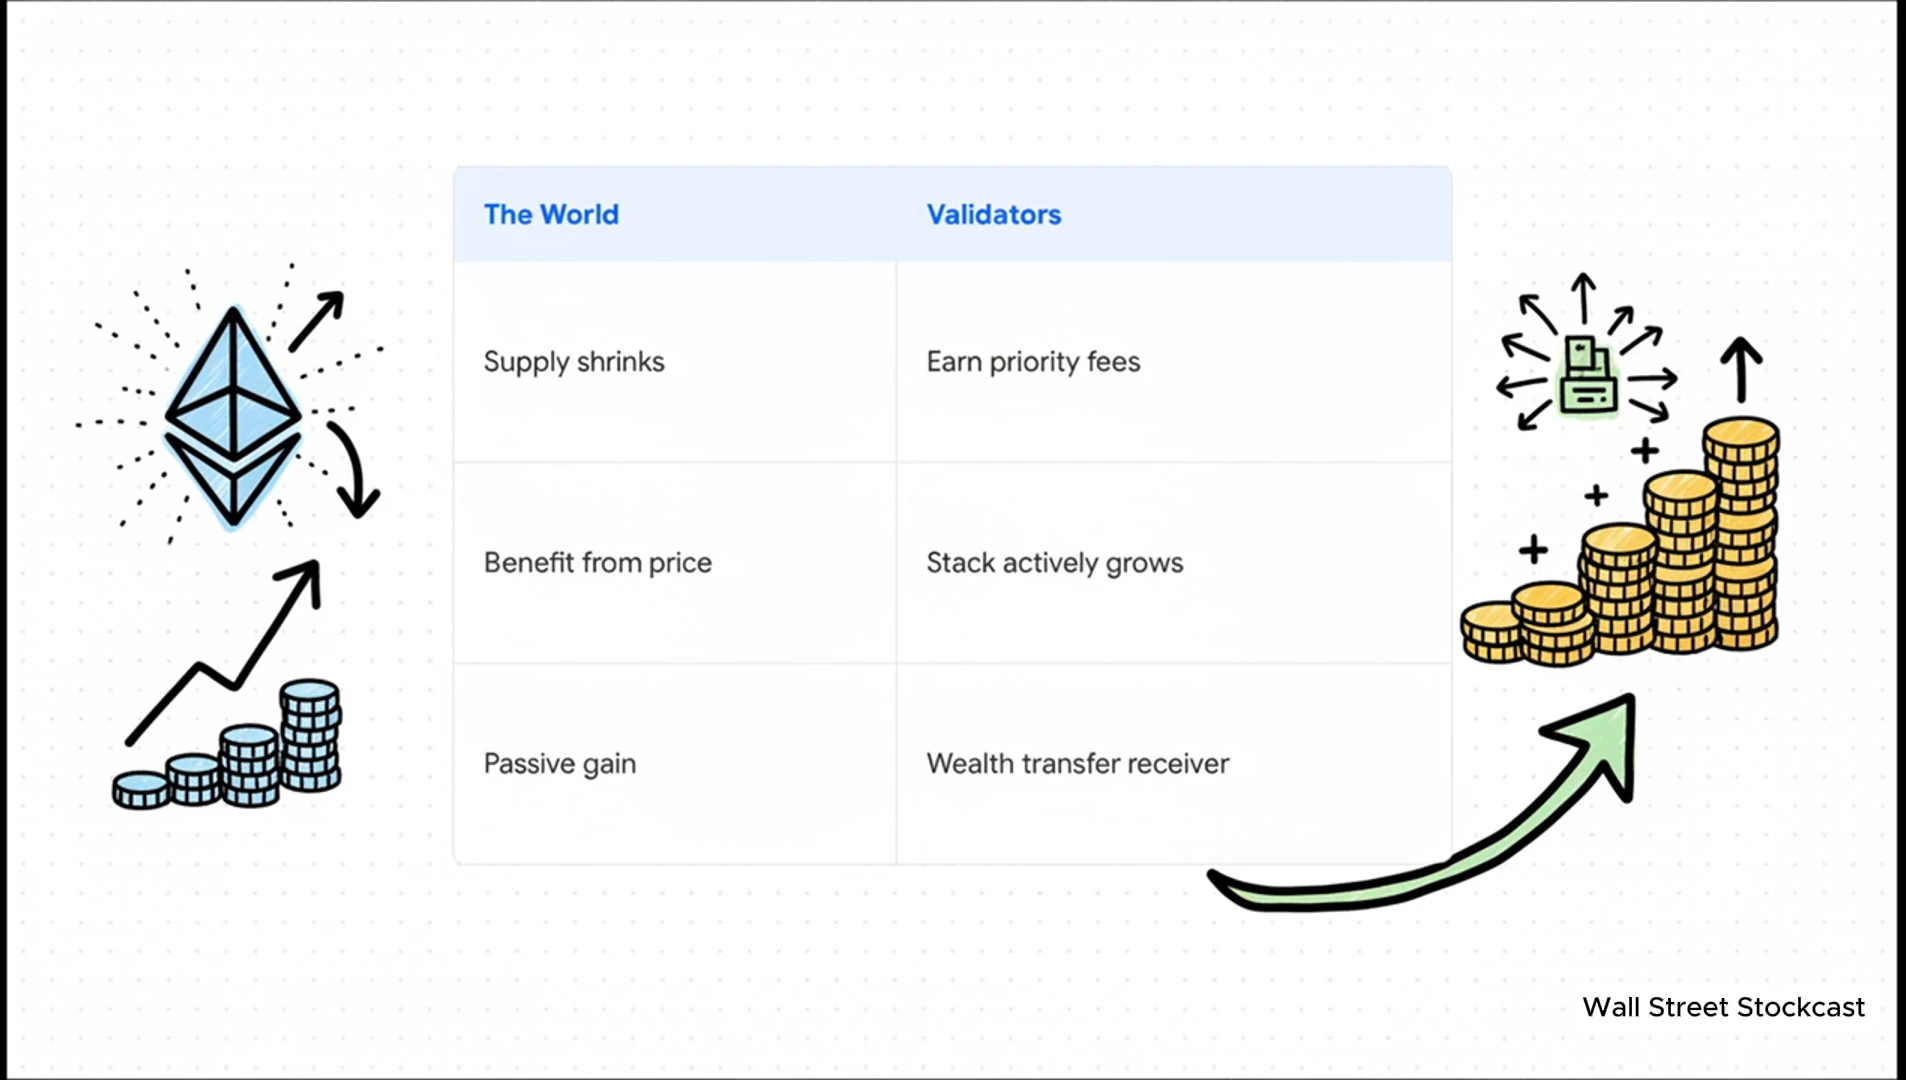 The World
Validators
Supply shrinks
Earn priority fees
Benefit from price
Stack actively grows
Passive gain
Wealth transfer receiver
Wall Street Stockcast